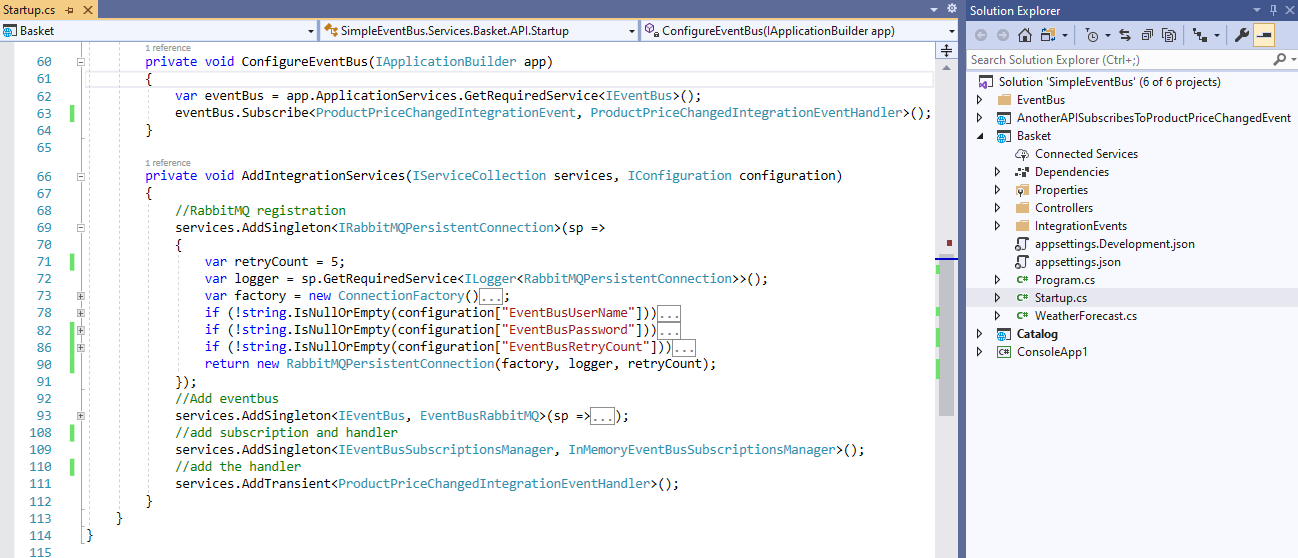 Startup.cs
Basket
SimpleEventBus.Services.Basket.API.Startup
ConfigureEventBus(IApplicationBuilder app)
1 reference
60 private void ConfigureEventBus(IApplicationBuilder app)
61 {
62 var eventBus = app.ApplicationServices.GetRequiredService<IEventBus>();
63 eventBus.Subscribe<ProductPriceChangedIntegrationEvent, ProductPriceChangedIntegrationEventHandler>();
64 }
65
1 reference
66 private void AddIntegrationServices(IServiceCollection services, IConfiguration configuration)
67 {
68 //RabbitMQ registration
69 services.AddSingleton<IRabbitMQPersistentConnection>(sp =>
70 {
71 var retryCount = 5;
72 var logger = sp.GetRequiredService<ILogger<RabbitMQPersistentConnection>>();
73 var factory = new ConnectionFactory()...;
78 if (!string.IsNullOrEmpty(configuration["EventBusUserName"]))...
82 if (!string.IsNullOrEmpty(configuration["EventBusPassword"]))...
86 if (!string.IsNullOrEmpty(configuration["EventBusRetryCount"]))...
90 return new RabbitMQPersistentConnection(factory, logger, retryCount);
91 });
92 //Add eventbus
93 services.AddSingleton<IEventBus, EventBusRabbitMQ>(sp =>...);
108 //add subscription and handler
109 services.AddSingleton<IEventBusSubscriptionsManager, InMemoryEventBusSubscriptionsManager>();
110 //add the handler
111 services.AddTransient<ProductPriceChangedIntegrationEventHandler>();
112 }
113 }
114 }
115
Solution Explorer
Search Solution Explorer (Ctrl+;)
Solution 'SimpleEventBus' (6 of 6 projects)
EventBus
AnotherAPISubscribesToProductPriceChangedEvent
Basket
Connected Services
Dependencies
Properties
Controllers
IntegrationEvents
appsettings.Development.json
appsettings.json
C# Program.cs
C# Startup.cs
C# WeatherForecast.cs
Catalog
C# ConsoleApp1